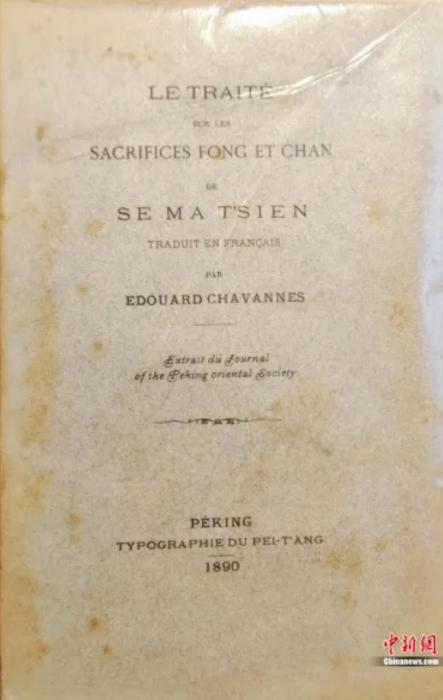 LE TRAITÉ
SUR LES
SACRIFICES FONG ET CHAN
DE
SE MA T'SIEN
TRADUIT EN FRANÇAIS
PAR
EDOUARD CHAVANNES
Extrait du Journal
of the Peking oriental Society
PÉKING
TYPOGRAPHIE DU PEI-T'ANG
1890
中新網
Chinanews.com